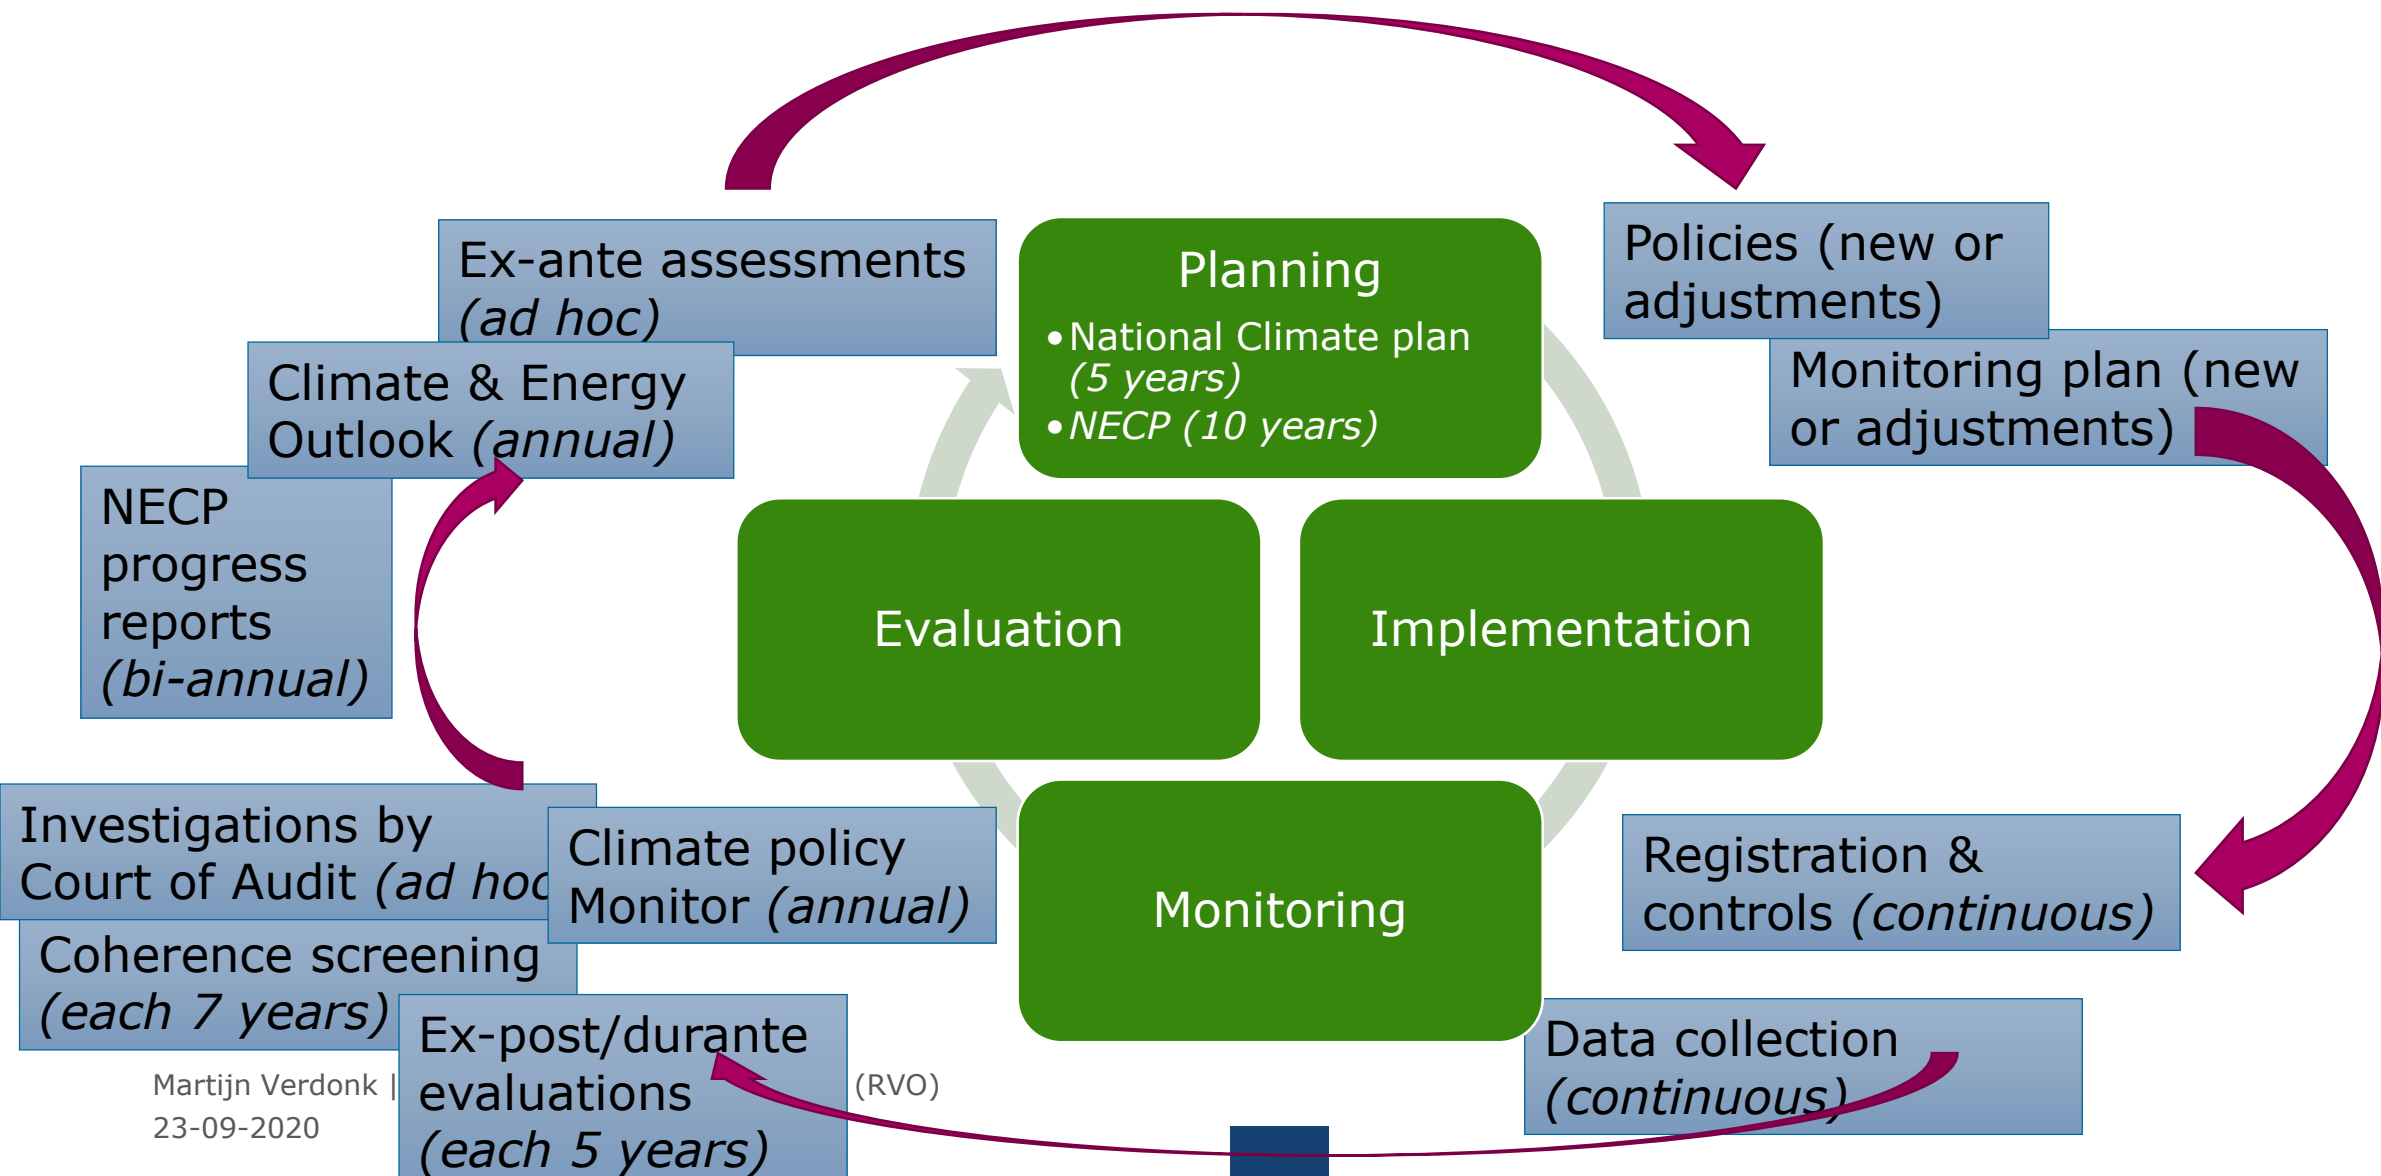 Ex-ante assessments
(ad hoc)
Climate & Energy
Outlook (annual)
NECP
progress
reports
(bi-annual)
Planning
•National Climate plan
(5 years)
•NECP (10 years)
Policies (new or
adjustments)
Monitoring plan (new
or adjustments)
Evaluation
Implementation
Monitoring
Investigations by
Court of Audit (ad hoc
Climate policy
Monitor (annual)
Coherence screening
(each 7 years)
Ex-post/durante
evaluations
(each 5 years)
Registration &
controls (continuous)
Data collection
(continuous)
Martijn Verdonk | (RVO)
23-09-2020